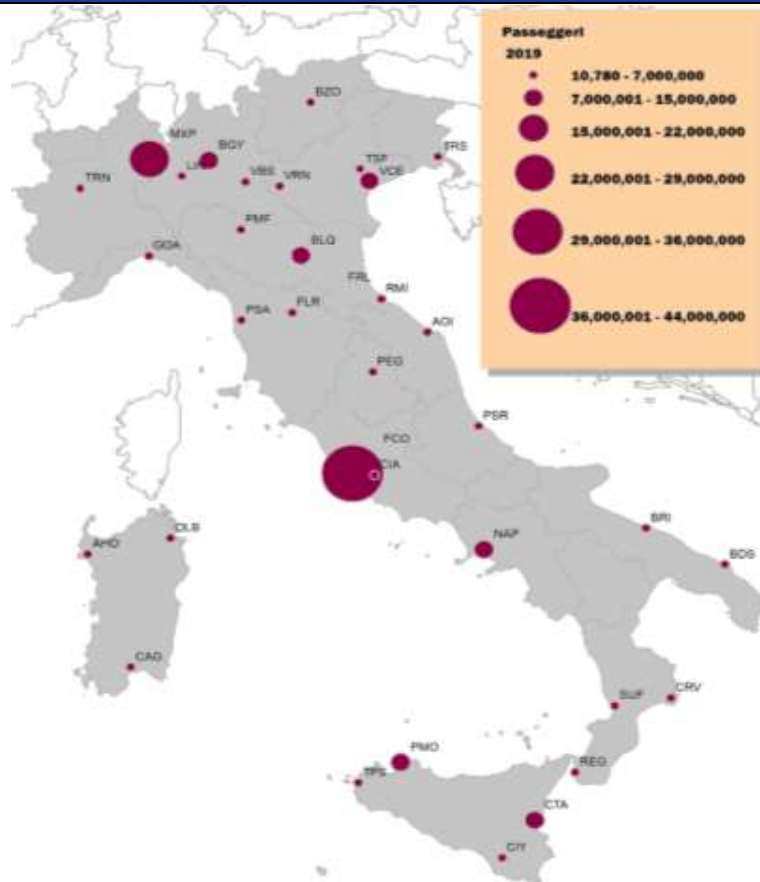 Passeggeri
2019
10,780 - 7,000,000
7,000,001 - 15,000,000
15,000,001 - 22,000,000
22,000,001 - 29,000,000
29,000,001 - 36,000,000
36,000,001 - 44,000,000
BZO
MXP
BGY
TRS
TSF
VCE
TRN
VBS
VRN
PMF
GOA
BLQ
FRL
RMI
PSA
FLR
AOI
PEG
PSR
FCO
CIA
BRI
NAP
OLB
AHO
BDS
CAG
SUF
CRV
PMO
REG
TPS
CTA
CIY